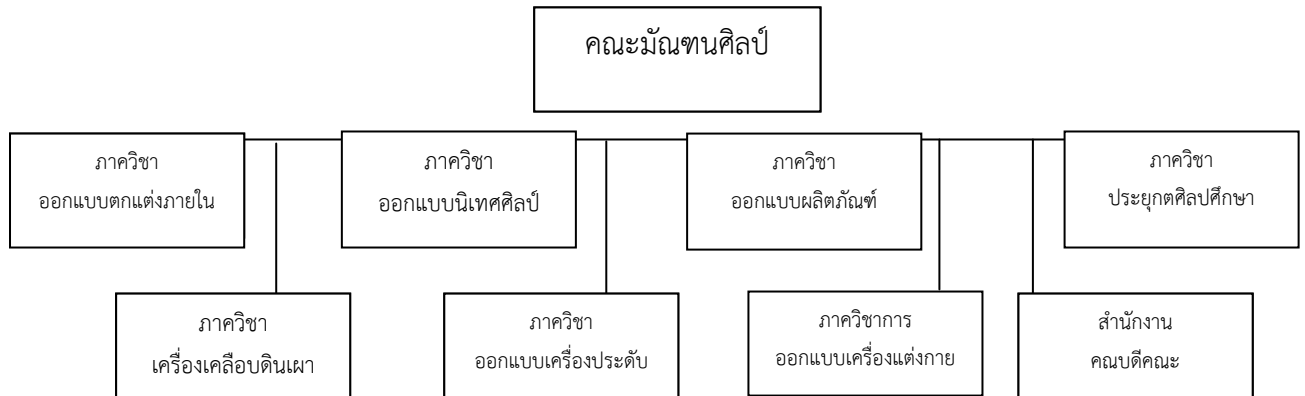 คณะมัณฑนศิลป์
ภาควิชา
ออกแบบตกแต่งภายใน
ภาควิชา
ออกแบบนิเทศศิลป์
ภาควิชา
ออกแบบผลิตภัณฑ์
ภาควิชา
ประยุกตศิลปศึกษา
ภาควิชา
เครื่องเคลือบดินเผา
ภาควิชา
ออกแบบเครื่องประดับ
ภาควิชาการ
ออกแบบเครื่องแต่งกาย
สำนักงาน
คณบดีคณะ